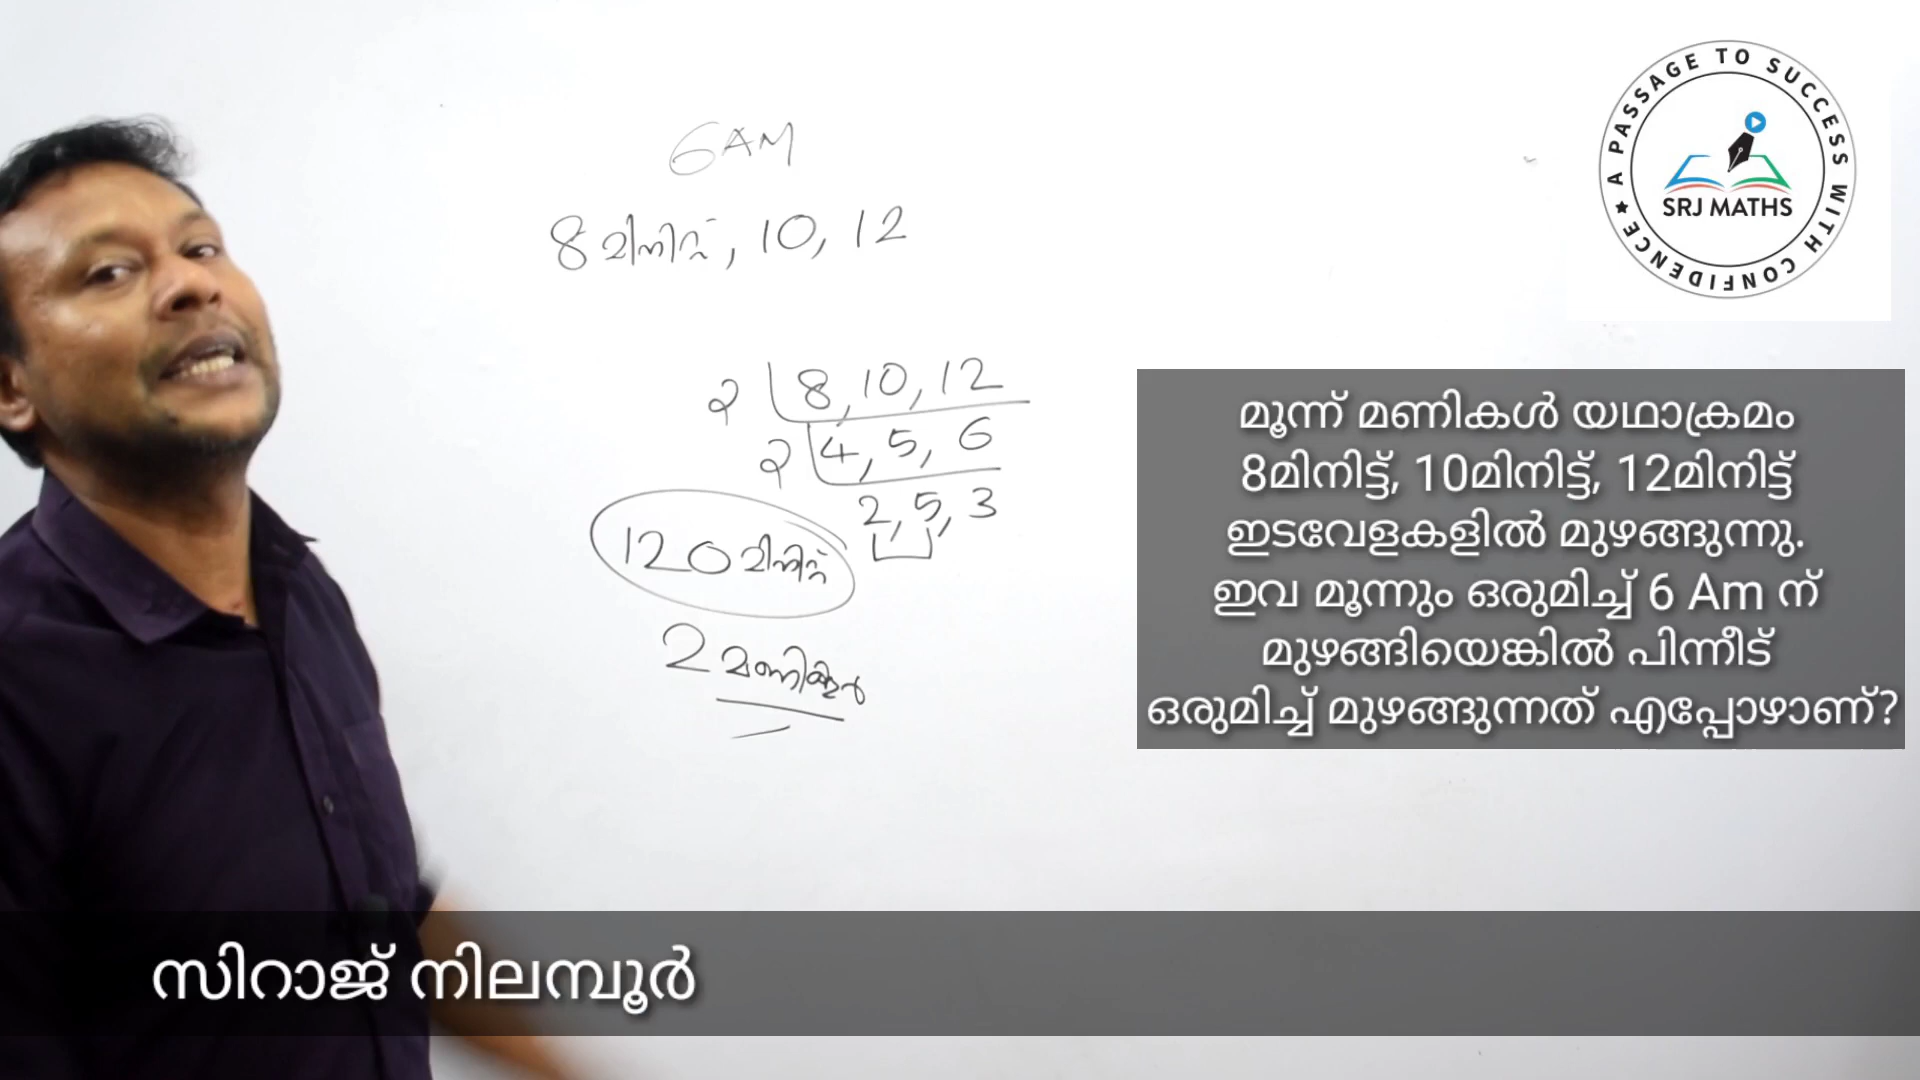 6AM
8 മിനിറ്റ്, 10, 12
2 8, 10, 12
2 4, 5, 6
2, 5, 3
120 മിനിറ്റ്
2 മണിക്കൂർ
A PASSAGE TO SUCCESS WITH CONFIDENCE ★
SRJ MATHS
മൂന്ന് മണികൾ യഥാക്രമം
8മിനിട്ട്, 10മിനിട്ട്, 12മിനിട്ട്
ഇടവേളകളിൽ മുഴങ്ങുന്നു.
ഇവ മൂന്നും ഒരുമിച്ച് 6 Am ന്
മുഴങ്ങിയെങ്കിൽ പിന്നീട്
ഒരുമിച്ച് മുഴങ്ങുന്നത് എപ്പോഴാണ്?
സിറാജ് നിലമ്പൂർ